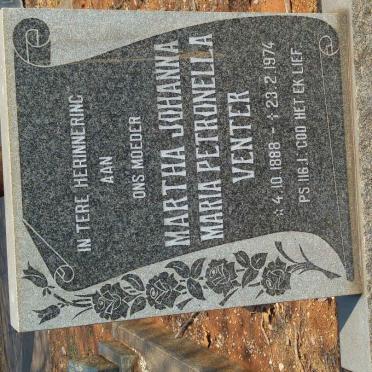 IN TERE HERINNERING
AAN
ONS MOEDER
MARTHA JOHANNA
MARIA PETRONELLA
VENTER
☆ 4.10.1888 - ✝ 23.2.1974
PS 116.1. GOD HET EK LIEF